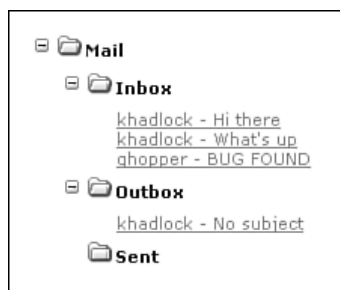 Mail
Inbox
khadlock - Hi there
khadlock - What's up
ghopper - BUG FOUND
Outbox
khadlock - No subject
Sent